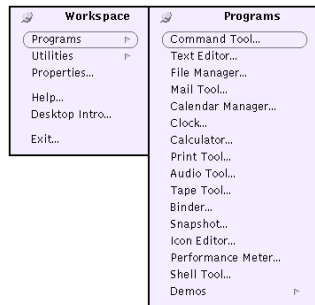 Workspace
Programs
Utilities
Properties...
Help...
Desktop Intro...
Exit...
Programs
Command Tool...
Text Editor...
File Manager...
Mail Tool...
Calendar Manager...
Clock...
Calculator...
Print Tool...
Audio Tool...
Tape Tool...
Binder...
Snapshot...
Icon Editor...
Performance Meter...
Shell Tool...
Demos